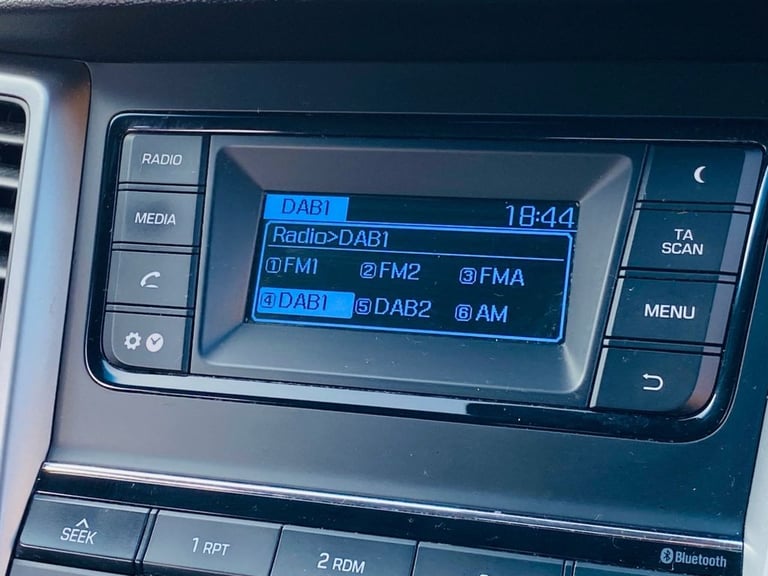 RADIO
MEDIA
DAB1 18:44
Radio>DAB1
①FM1 ②FM2 ③FMA
④DAB1 ⑤DAB2 ⑥AM
TA
SCAN
MENU
SEEK
1 RPT
2 RDM
Bluetooth